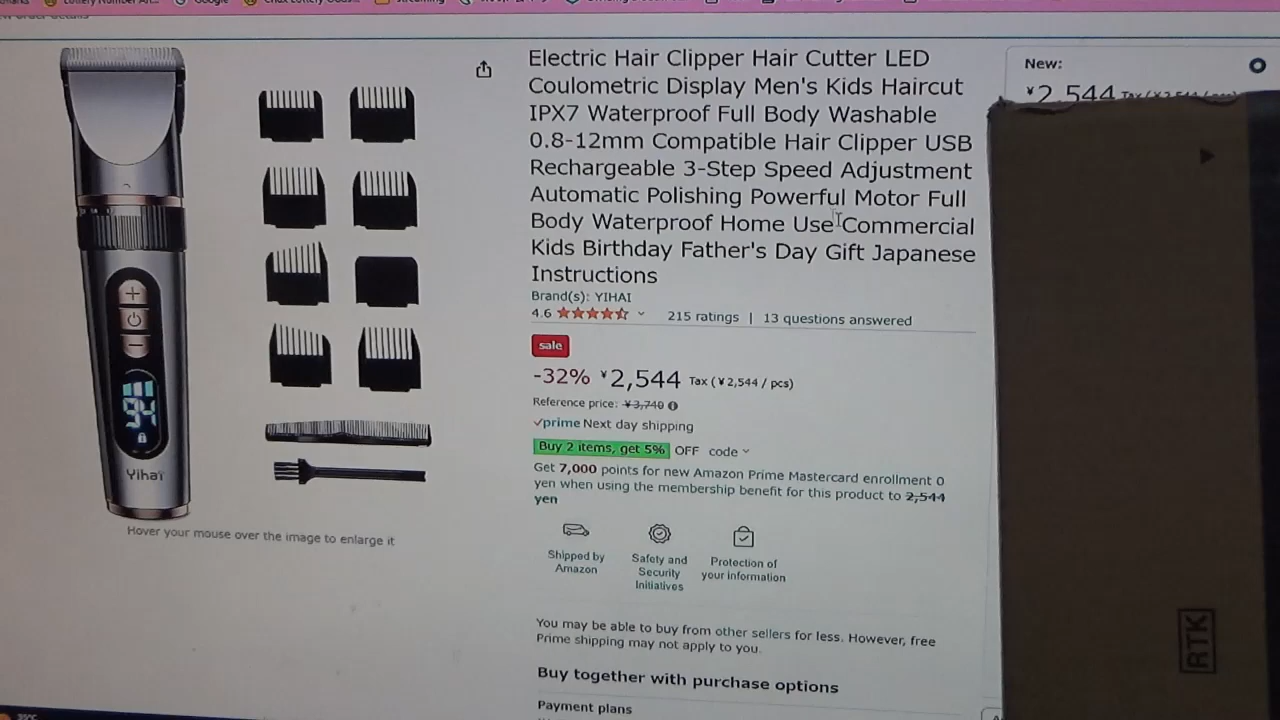 Electric Hair Clipper Hair Cutter LED
Coulometric Display Men's Kids Haircut
IPX7 Waterproof Full Body Washable
0.8-12mm Compatible Hair Clipper USB
Rechargeable 3-Step Speed Adjustment
Automatic Polishing Powerful Motor Full
Body Waterproof Home Use Commercial
Kids Birthday Father's Day Gift Japanese
Instructions
Brand(s): YIHAI
4.6 215 ratings | 13 questions answered
sale
-32% ¥2,544 Tax (¥2,544 / pcs)
Reference price: ¥3,740
prime Next day shipping
Buy 2 items, get 5% OFF code
Get 7,000 points for new Amazon Prime Mastercard enrollment 0
yen when using the membership benefit for this product to 2,544
yen
Shipped by
Amazon
Safety and
Security
Initiatives
Protection of
your information
You may be able to buy from other sellers for less. However, free
Prime shipping may not apply to you.
Buy together with purchase options
Payment plans
New:
¥2,544
94
Yihai
Hover your mouse over the image to enlarge it
RTK